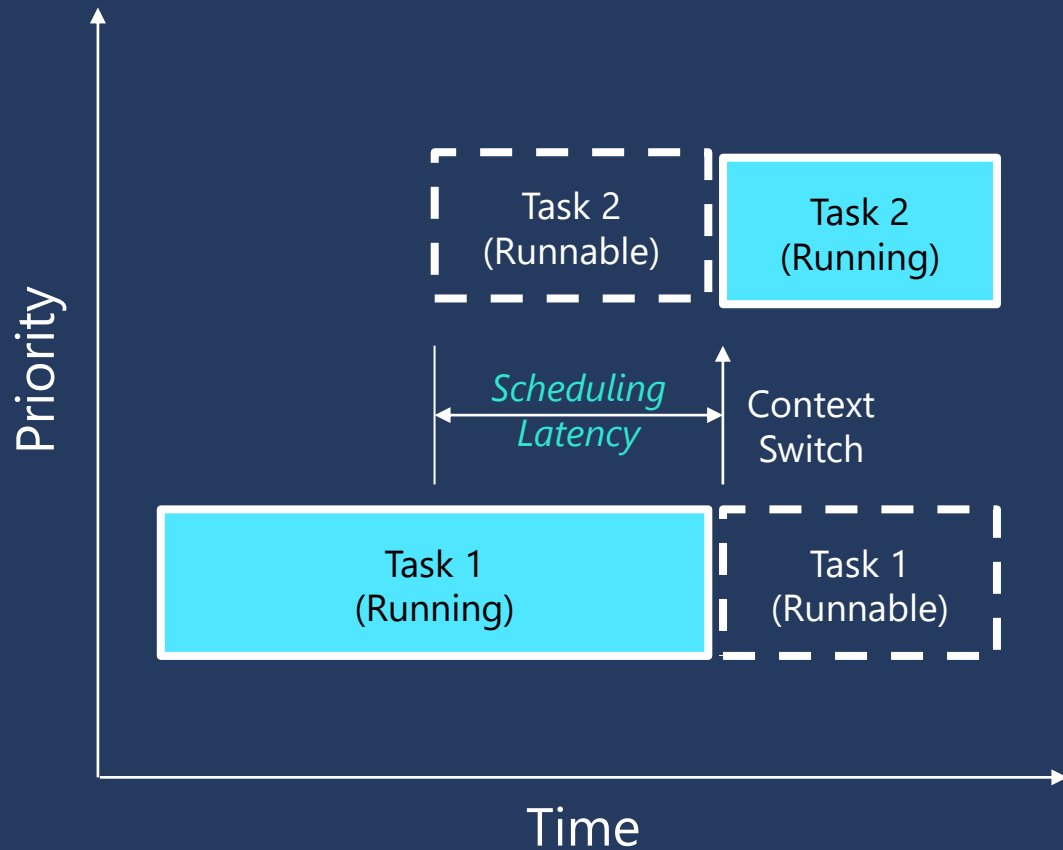 Priority
Task 2
(Runnable)
Task 2
(Running)
Scheduling
Latency
Context
Switch
Task 1
(Running)
Task 1
(Runnable)
Time